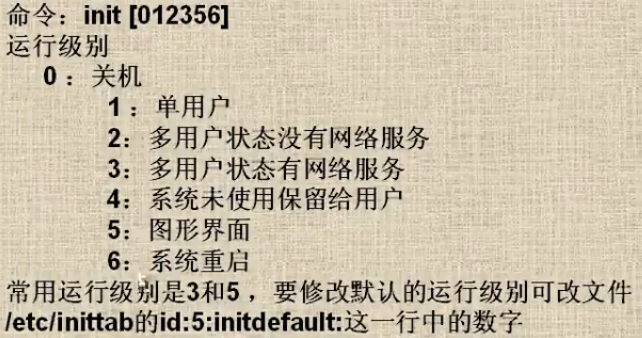 命令：init [012356]
运行级别
0 ：关机
1 ：单用户
2：多用户状态没有网络服务
3：多用户状态有网络服务
4：系统未使用保留给用户
5：图形界面
6：系统重启
常用运行级别是3和5 ，要修改默认的运行级别可改文件
/etc/inittab的id:5:initdefault:这一行中的数字